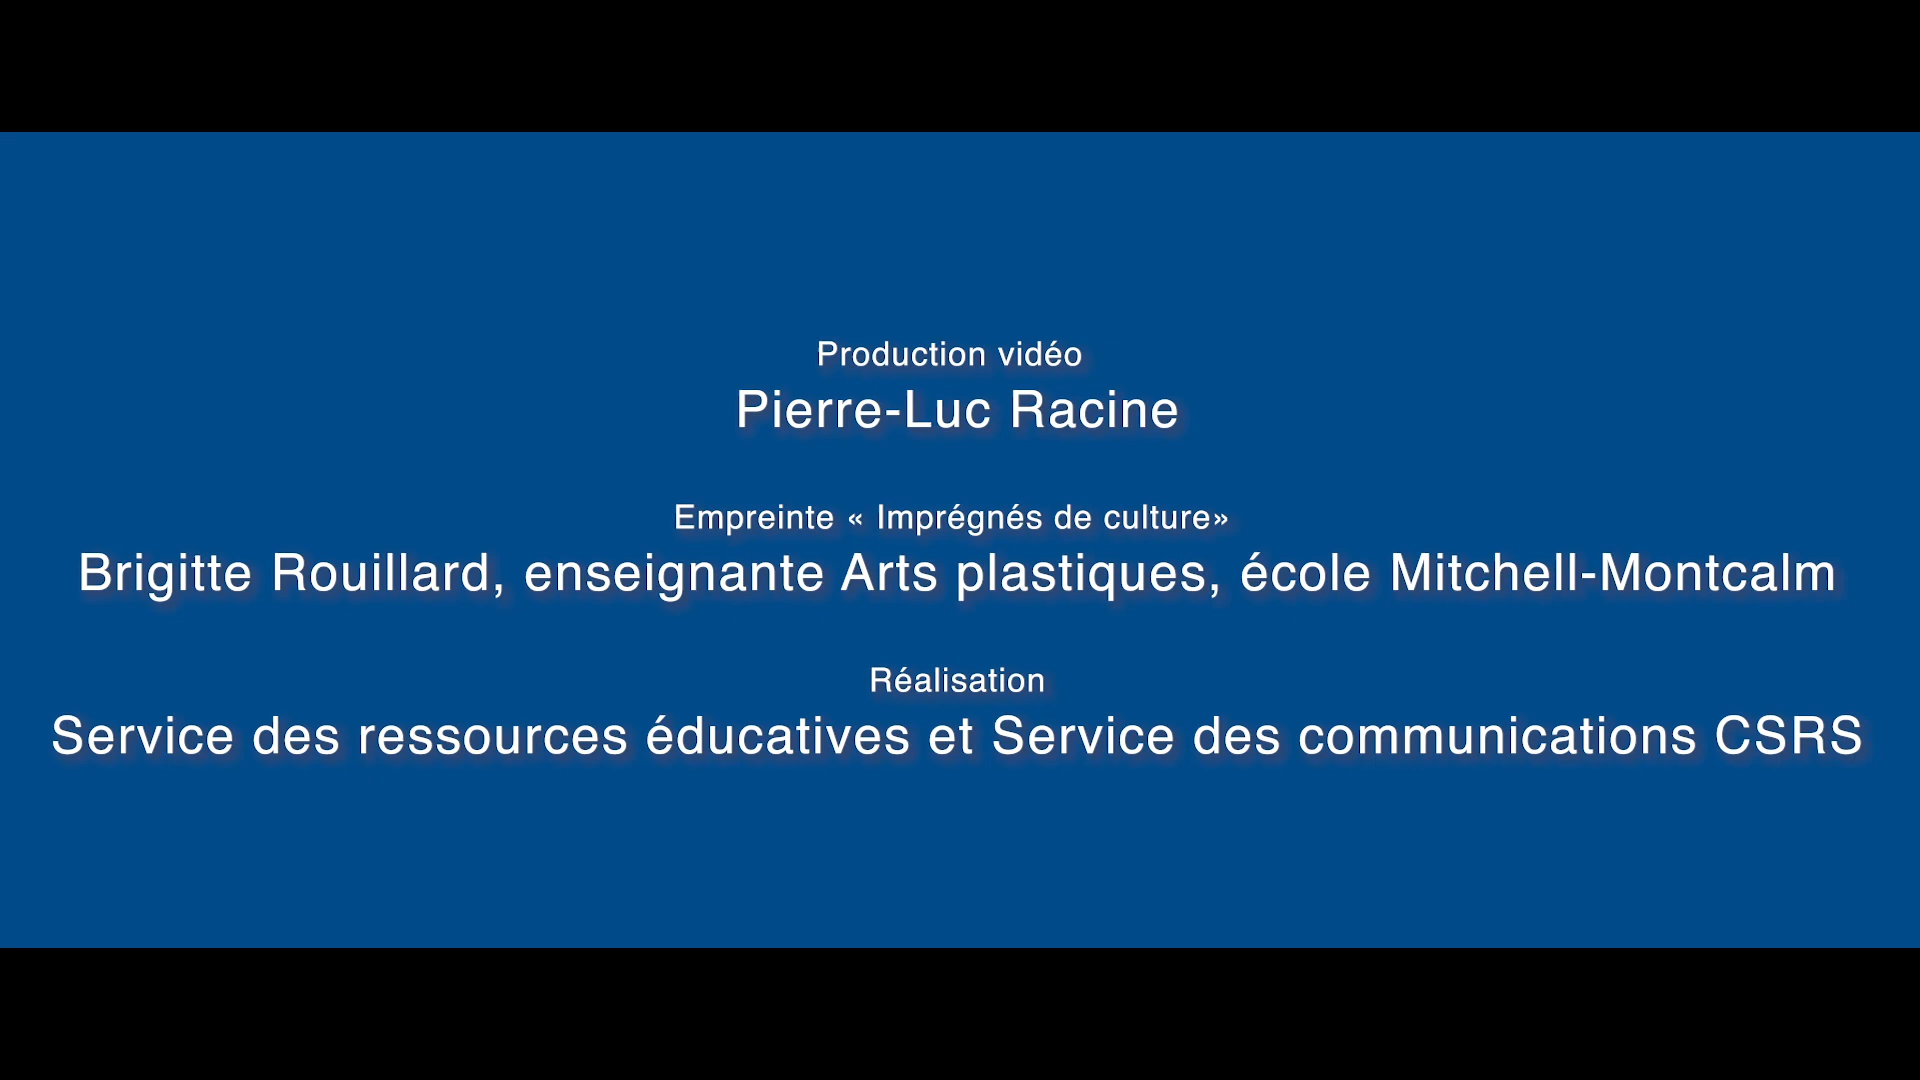 Production vidéo
Pierre-Luc Racine
Empreinte « Imprégnés de culture»
Brigitte Rouillard, enseignante Arts plastiques, école Mitchell-Montcalm
Réalisation
Service des ressources éducatives et Service des communications CSRS